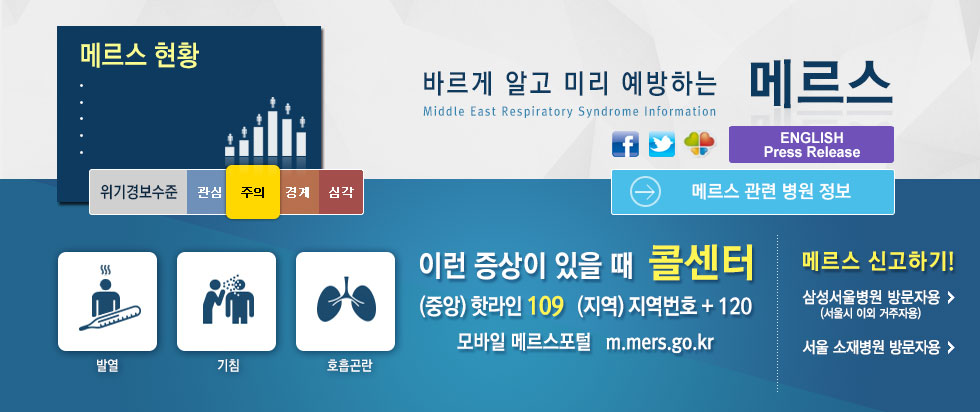 메르스 현황
위기경보수준 관심 주의 경계 심각
바르게 알고 미리 예방하는 메르스
Middle East Respiratory Syndrome Information
ENGLISH
Press Release
메르스 관련 병원 정보
발열
기침
호흡곤란
이런 증상이 있을 때 콜센터
(중앙) 핫라인 109 (지역) 지역번호 + 120
모바일 메르스포털 m.mers.go.kr
메르스 신고하기!
삼성서울병원 방문자용
(서울시 이외 거주자용)
서울 소재병원 방문자용